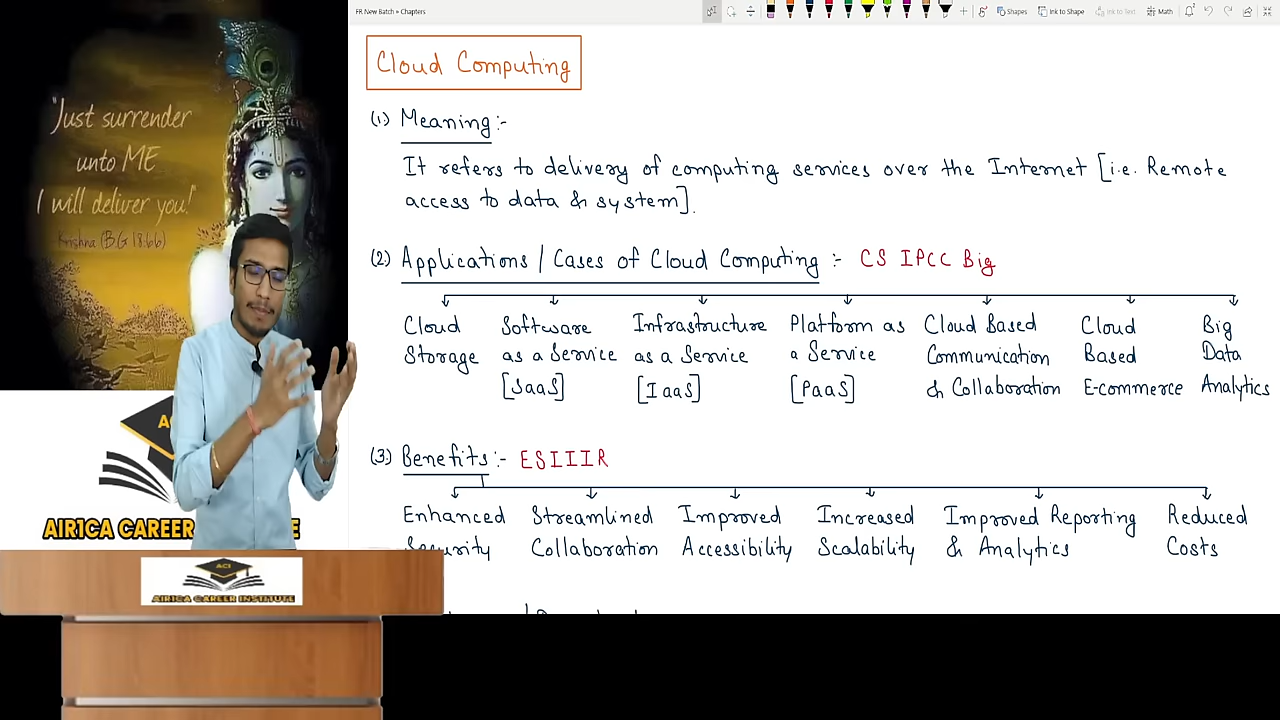 FR New Batch » Chapters
Shapes
Ink to Shape
Ink to Text
Math
"Just surrender
unto ME
I will deliver you!"
Krishna (B.G 18:66)
Cloud Computing
(1) Meaning:-
It refers to delivery of computing services over the Internet [i.e. Remote
access to data & system].
(2) Applications / Cases of Cloud Computing :- CS IPCC Big
Cloud Storage
Software as a Service [SaaS]
Infrastructure as a Service [IaaS]
Platform as a Service [PaaS]
Cloud Based Communication & Collaboration
Cloud Based E-commerce
Big Data Analytics
(3) Benefits :- ESIIIR
Enhanced Security
Streamlined Collaboration
Improved Accessibility
Increased Scalability
Improved Reporting & Analytics
Reduced Costs
AIR1CA CAREER
ACI
AIR1CA CAREER INSTITUTE